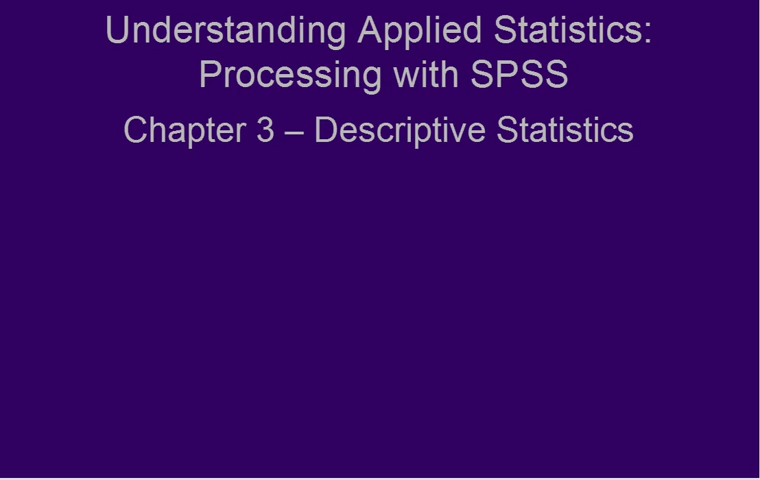 Understanding Applied Statistics:
Processing with SPSS
Chapter 3 – Descriptive Statistics